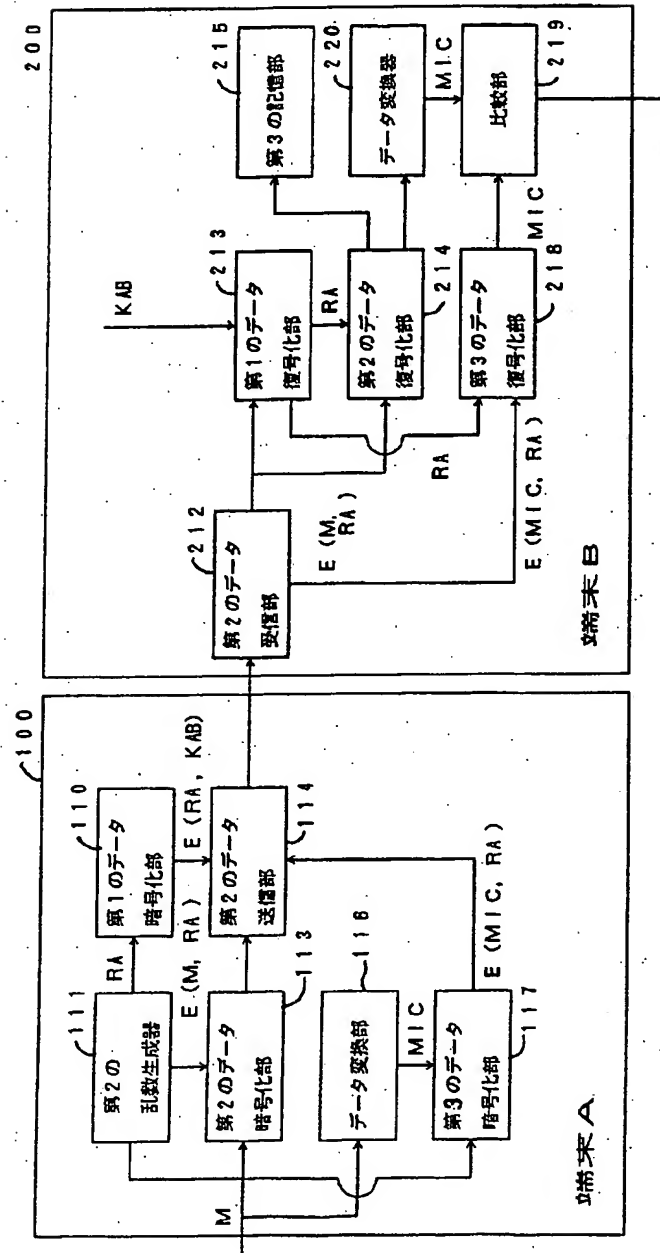 100
端末A
M
111
第2の
乱数生成器
RA
110
第1のデータ
暗号化部
E (RA, KAB)
E (M, RA)
第2のデータ
暗号化部
113
第2のデータ
送信部
114
データ変換部
116
MIC
第3のデータ
暗号化部
117
E (MIC, RA)
200
端末B
212
第2のデータ
受信部
KAB
213
第1のデータ
復号化部
RA
E (M,
RA)
第2のデータ
復号化部
214
RA
E (MIC, RA)
第3のデータ
復号化部
218
215
第3の記憶部
220
データ変換器
MIC
MIC
比較部
219